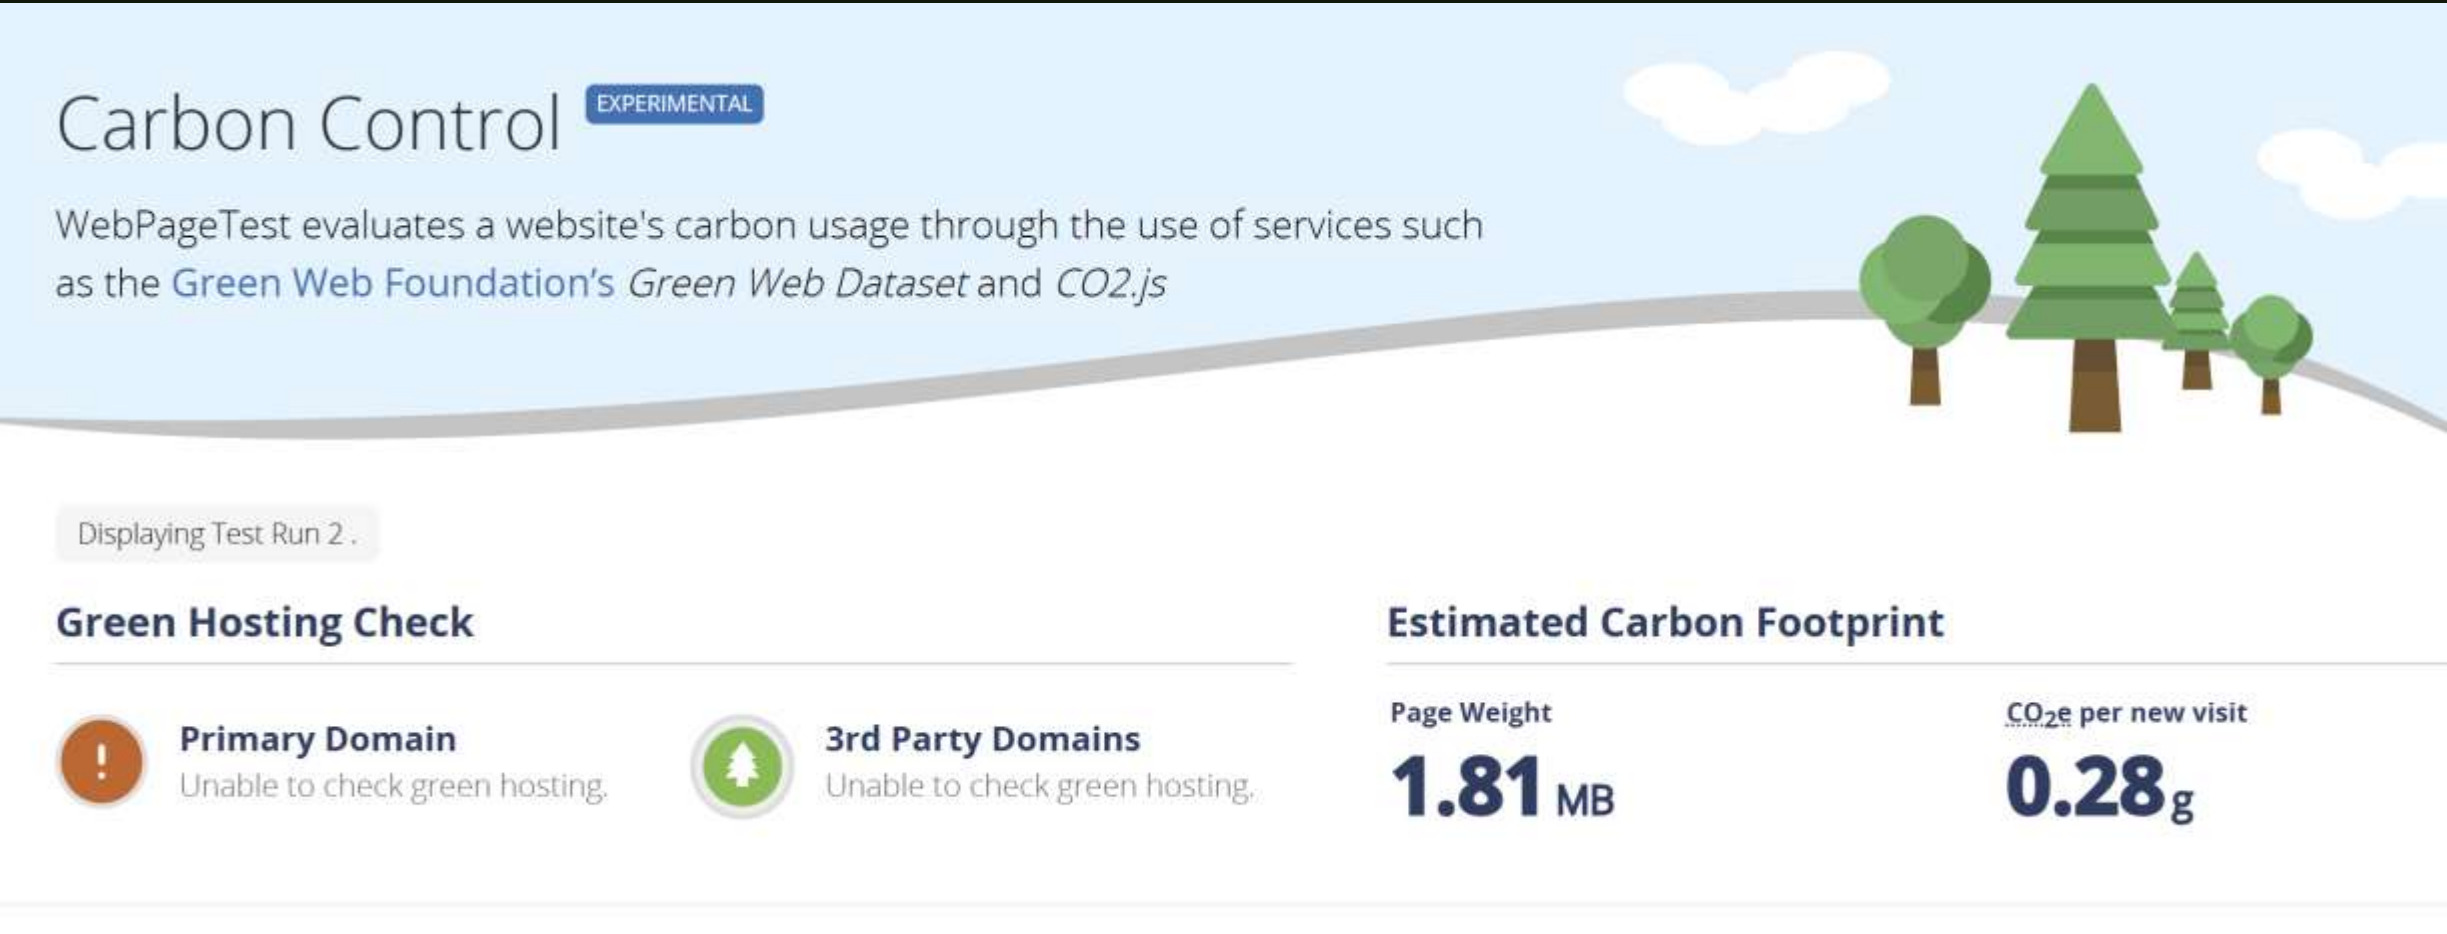 Carbon Control EXPERIMENTAL
WebPageTest evaluates a website's carbon usage through the use of services such
as the Green Web Foundation’s Green Web Dataset and CO2.js
Displaying Test Run 2 .
Green Hosting Check
Primary Domain
Unable to check green hosting.
3rd Party Domains
Unable to check green hosting.
Estimated Carbon Footprint
Page Weight
1.81 MB
CO₂e per new visit
0.28 g